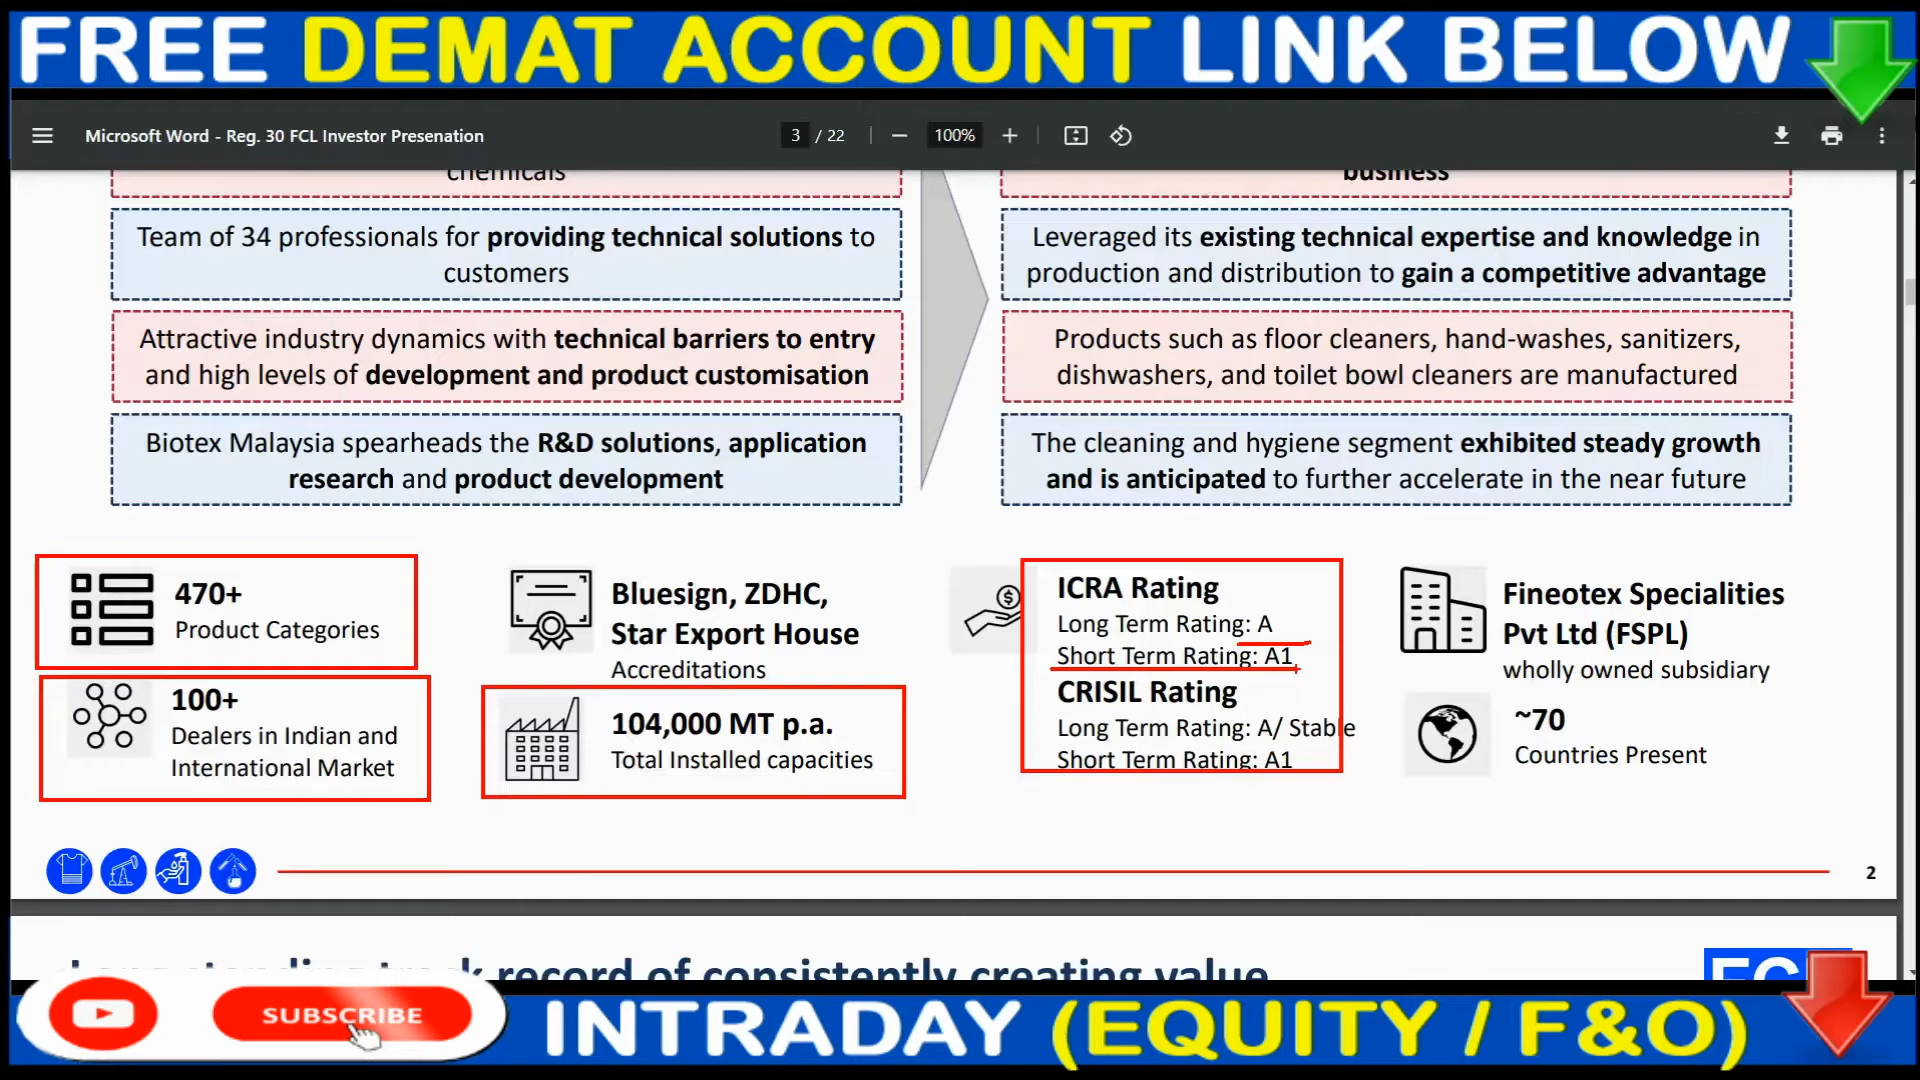 FREE DEMAT ACCOUNT LINK BELOW
Microsoft Word - Reg. 30 FCL Investor Presenation
3 / 22
100%
chemicals
business
Team of 34 professionals for providing technical solutions to
customers
Leveraged its existing technical expertise and knowledge in
production and distribution to gain a competitive advantage
Attractive industry dynamics with technical barriers to entry
and high levels of development and product customisation
Products such as floor cleaners, hand-washes, sanitizers,
dishwashers, and toilet bowl cleaners are manufactured
Biotex Malaysia spearheads the R&D solutions, application
research and product development
The cleaning and hygiene segment exhibited steady growth
and is anticipated to further accelerate in the near future
470+
Product Categories
100+
Dealers in Indian and
International Market
Bluesign, ZDHC,
Star Export House
Accreditations
104,000 MT p.a.
Total Installed capacities
ICRA Rating
Long Term Rating: A
Short Term Rating: A1
CRISIL Rating
Long Term Rating: A/ Stable
Short Term Rating: A1
Fineotex Specialities
Pvt Ltd (FSPL)
wholly owned subsidiary
~70
Countries Present
2
record of consistently creating value
SUBSCRIBE
INTRADAY (EQUITY / F&O)